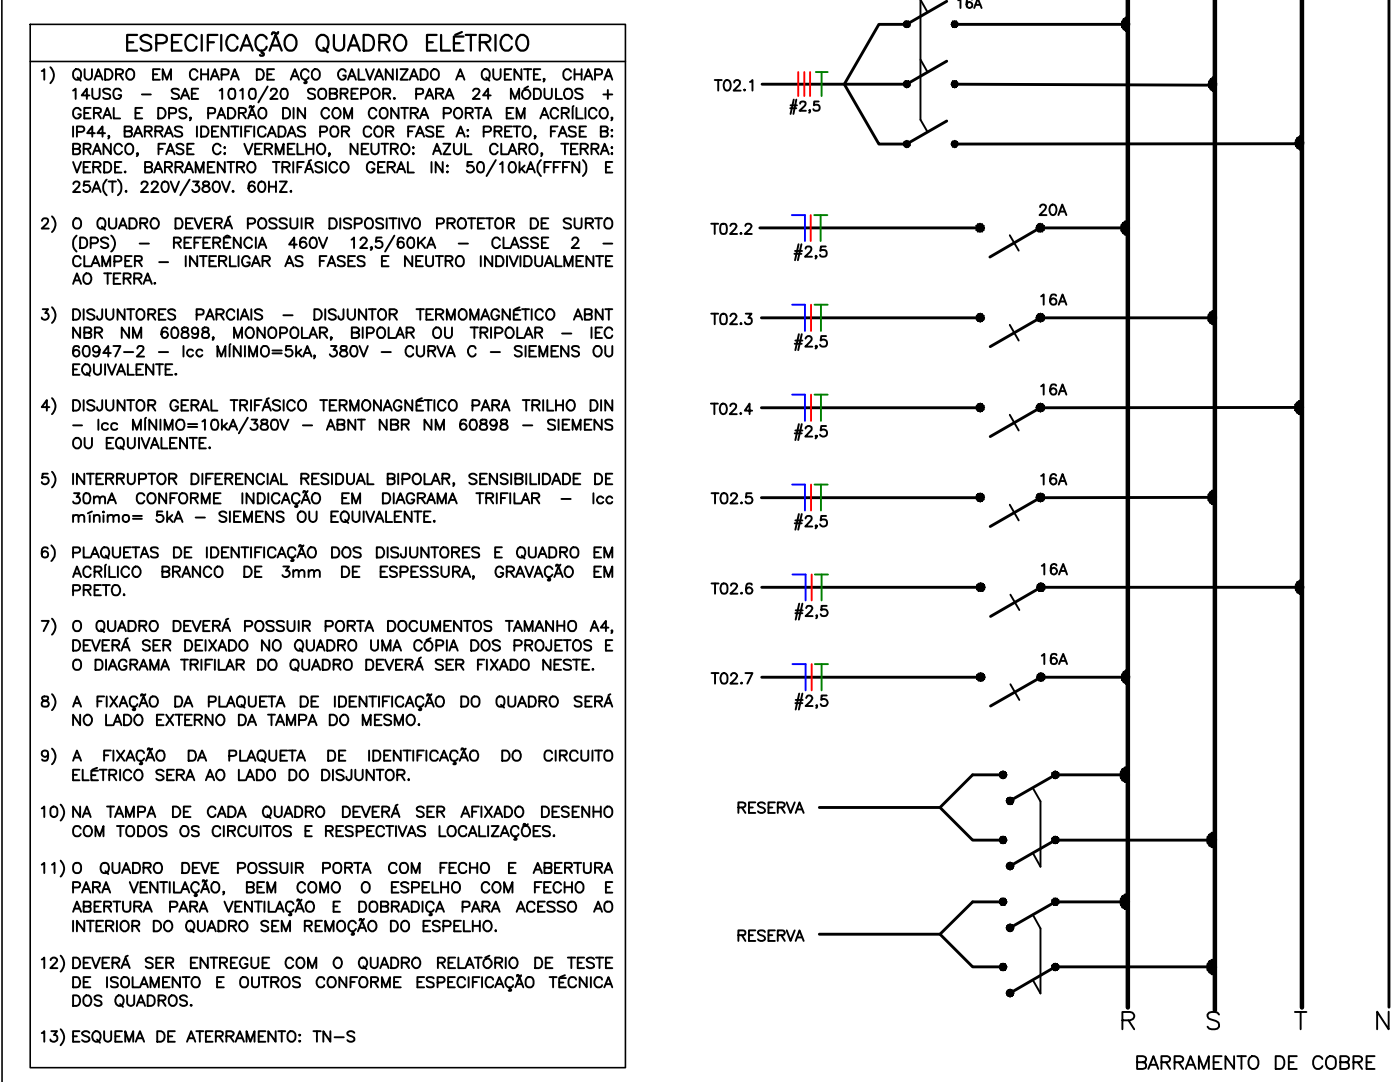 ESPECIFICAÇÃO QUADRO ELÉTRICO
1) QUADRO EM CHAPA DE AÇO GALVANIZADO A QUENTE, CHAPA
14USG – SAE 1010/20 SOBREPOR. PARA 24 MÓDULOS +
GERAL E DPS, PADRÃO DIN COM CONTRA PORTA EM ACRÍLICO,
IP44, BARRAS IDENTIFICADAS POR COR FASE A: PRETO, FASE B:
BRANCO, FASE C: VERMELHO, NEUTRO: AZUL CLARO, TERRA:
VERDE. BARRAMENTRO TRIFÁSICO GERAL IN: 50/10kA(FFFN) E
25A(T). 220V/380V. 60HZ.
2) O QUADRO DEVERÁ POSSUIR DISPOSITIVO PROTETOR DE SURTO
(DPS) – REFERÊNCIA 460V 12,5/60KA – CLASSE 2 –
CLAMPER – INTERLIGAR AS FASES E NEUTRO INDIVIDUALMENTE
AO TERRA.
3) DISJUNTORES PARCIAIS – DISJUNTOR TERMOMAGNÉTICO ABNT
NBR NM 60898, MONOPOLAR, BIPOLAR OU TRIPOLAR – IEC
60947–2 – Icc MÍNIMO=5kA, 380V – CURVA C – SIEMENS OU
EQUIVALENTE.
4) DISJUNTOR GERAL TRIFÁSICO TERMONAGNÉTICO PARA TRILHO DIN
– Icc MÍNIMO=10kA/380V – ABNT NBR NM 60898 – SIEMENS
OU EQUIVALENTE.
5) INTERRUPTOR DIFERENCIAL RESIDUAL BIPOLAR, SENSIBILIDADE DE
30mA CONFORME INDICAÇÃO EM DIAGRAMA TRIFILAR – Icc
mínimo= 5kA – SIEMENS OU EQUIVALENTE.
6) PLAQUETAS DE IDENTIFICAÇÃO DOS DISJUNTORES E QUADRO EM
ACRÍLICO BRANCO DE 3mm DE ESPESSURA, GRAVAÇÃO EM
PRETO.
7) O QUADRO DEVERÁ POSSUIR PORTA DOCUMENTOS TAMANHO A4,
DEVERÁ SER DEIXADO NO QUADRO UMA CÓPIA DOS PROJETOS E
O DIAGRAMA TRIFILAR DO QUADRO DEVERÁ SER FIXADO NESTE.
8) A FIXAÇÃO DA PLAQUETA DE IDENTIFICAÇÃO DO QUADRO SERÁ
NO LADO EXTERNO DA TAMPA DO MESMO.
9) A FIXAÇÃO DA PLAQUETA DE IDENTIFICAÇÃO DO CIRCUITO
ELÉTRICO SERA AO LADO DO DISJUNTOR.
10) NA TAMPA DE CADA QUADRO DEVERÁ SER AFIXADO DESENHO
COM TODOS OS CIRCUITOS E RESPECTIVAS LOCALIZAÇÕES.
11) O QUADRO DEVE POSSUIR PORTA COM FECHO E ABERTURA
PARA VENTILAÇÃO, BEM COMO O ESPELHO COM FECHO E
ABERTURA PARA VENTILAÇÃO E DOBRADIÇA PARA ACESSO AO
INTERIOR DO QUADRO SEM REMOÇÃO DO ESPELHO.
12) DEVERÁ SER ENTREGUE COM O QUADRO RELATÓRIO DE TESTE
DE ISOLAMENTO E OUTROS CONFORME ESPECIFICAÇÃO TÉCNICA
DOS QUADROS.
13) ESQUEMA DE ATERRAMENTO: TN–S
16A
T02.1
#2,5
20A
T02.2
#2,5
16A
T02.3
#2,5
16A
T02.4
#2,5
16A
T02.5
#2,5
16A
T02.6
#2,5
16A
T02.7
#2,5
RESERVA
RESERVA
R S T N
BARRAMENTO DE COBRE